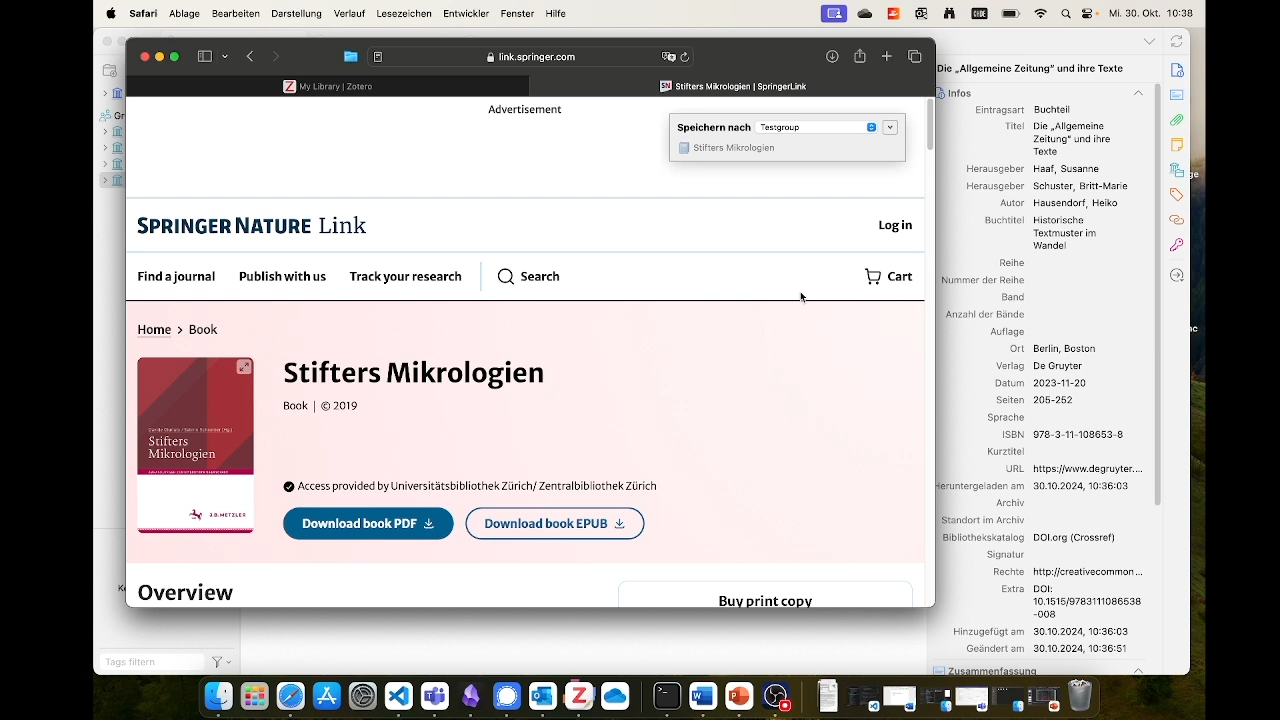 Safari Ablage Bearbeiten Darstellung Verlauf Lesezeichen Entwickler Fenster Hilfe
Mi. 30. Okt. 10:38
link.springer.com
My Library | Zotero
Stifters Mikrologien | SpringerLink
Advertisement
Speichern nach Testgroup
Stifters Mikrologien
SPRINGER NATURE Link
Log in
Find a journal Publish with us Track your research Search Cart
Home > Book
Stifters Mikrologien
Book | © 2019
Stifters
Mikrologien
J.B. METZLER
Access provided by Universitätsbibliothek Zürich/ Zentralbibliothek Zürich
Download book PDF
Download book EPUB
Overview
Buy print copy
Gr
Tags filtern
Die „Allgemeine Zeitung“ und ihre Texte
Infos
Eintragsart Buchteil
Titel Die „Allgemeine
Zeitung“ und ihre
Texte
Herausgeber Haaf, Susanne
Herausgeber Schuster, Britt-Marie
Autor Hausendorf, Heiko
Buchtitel Historische
Textmuster im
Wandel
Reihe
Nummer der Reihe
Band
Anzahl der Bände
Auflage
Ort Berlin, Boston
Verlag De Gruyter
Datum 2023-11-20
Seiten 205-252
Sprache
ISBN 978-3-11-108653-8
Kurztitel
URL https://www.degruyter....
Heruntergeladen am 30.10.2024, 10:36:03
Archiv
Standort im Archiv
Bibliothekskatalog DOI.org (Crossref)
Signatur
Rechte http://creativecommon...
Extra DOI:
10.1515/9783111086538
-008
Hinzugefügt am 30.10.2024, 10:36:03
Geändert am 30.10.2024, 10:36:51
Zusammenfassung